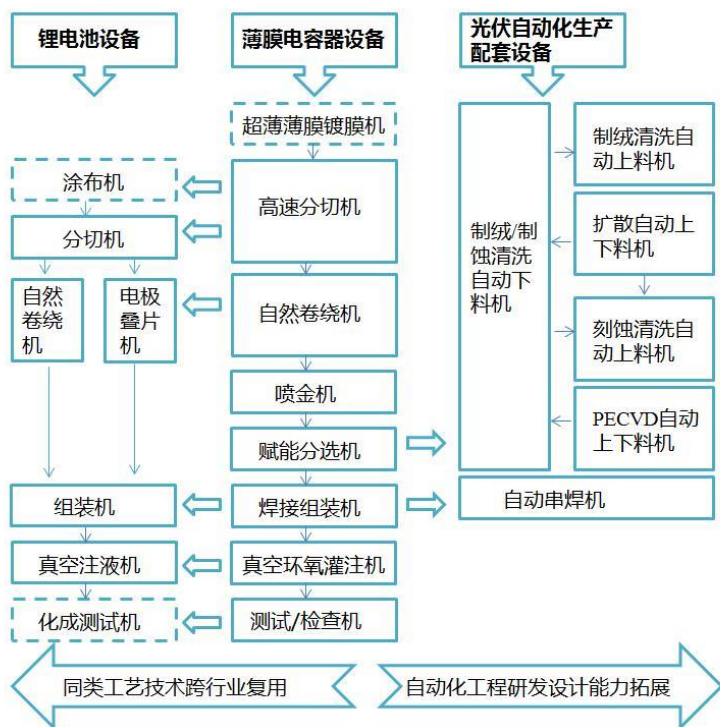 锂电池设备
薄膜电容器设备
光伏自动化生产
配套设备
超薄薄膜镀膜机
涂布机
分切机
自然
卷绕
机
电极
叠片
机
组装机
真空注液机
化成测试机
高速分切机
自然卷绕机
喷金机
赋能分选机
焊接组装机
真空环氧灌注机
测试/检查机
制绒/制
蚀清洗
自动下
料机
制绒清洗自
动上料机
扩散自动上
下料机
刻蚀清洗自
动上料机
PECVD自动
上下料机
自动串焊机
同类工艺技术跨行业复用
自动化工程研发设计能力拓展